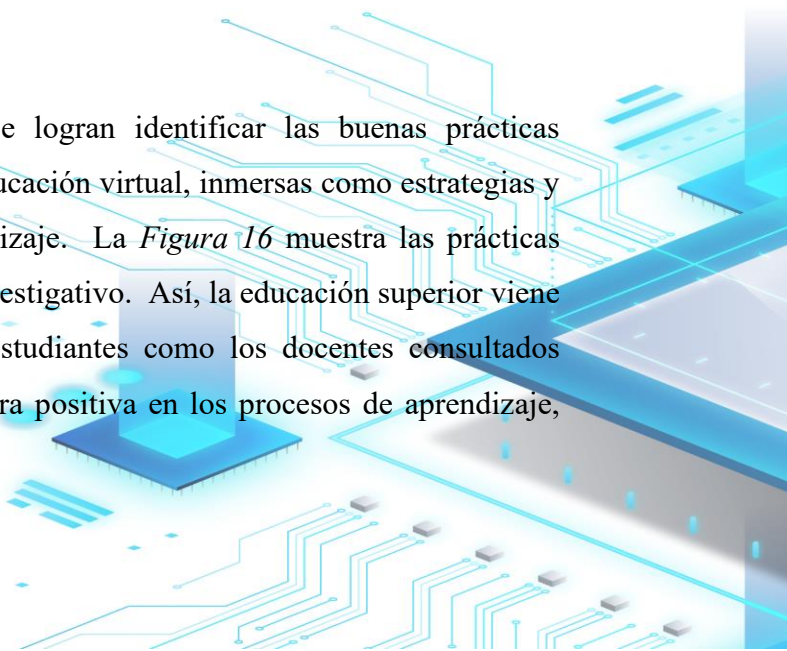 e logran identificar las buenas prácticas
ucación virtual, inmersas como estrategias y
izaje. La Figura 16 muestra las prácticas
estigativo. Así, la educación superior viene
studiantes como los docentes consultados
ra positiva en los procesos de aprendizaje,